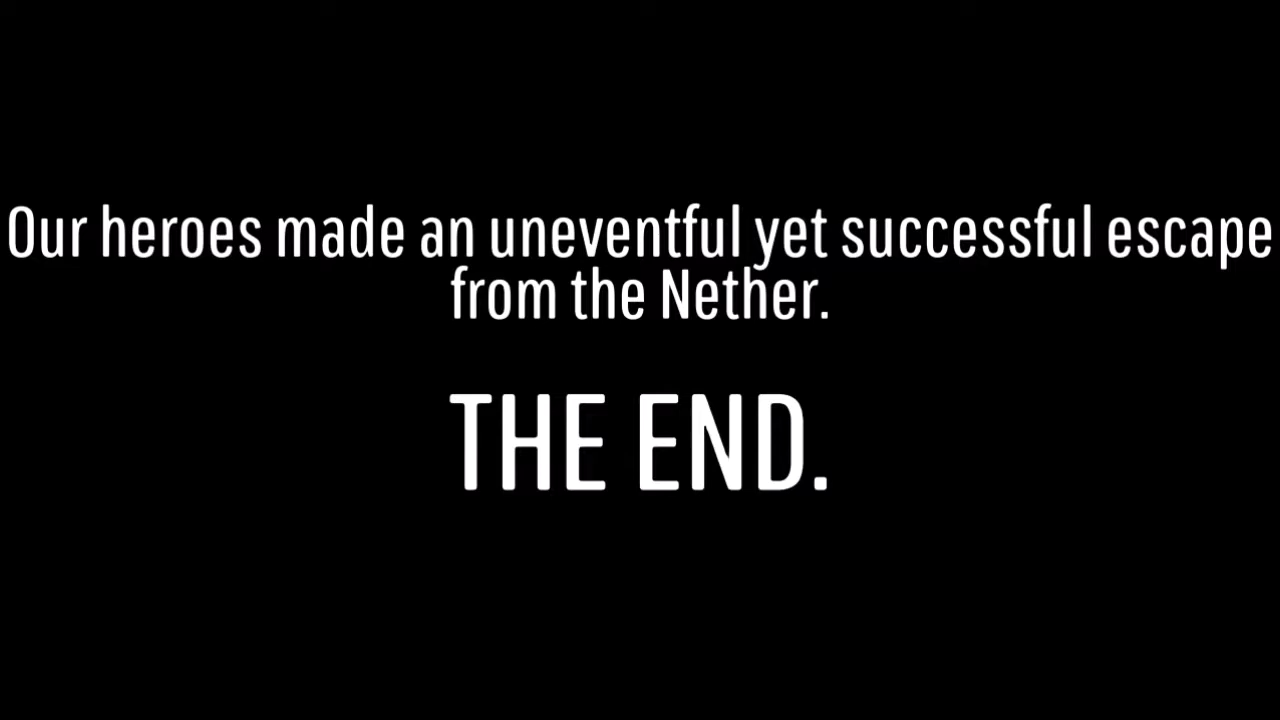 Our heroes made an uneventful yet successful escape
from the Nether.
THE END.